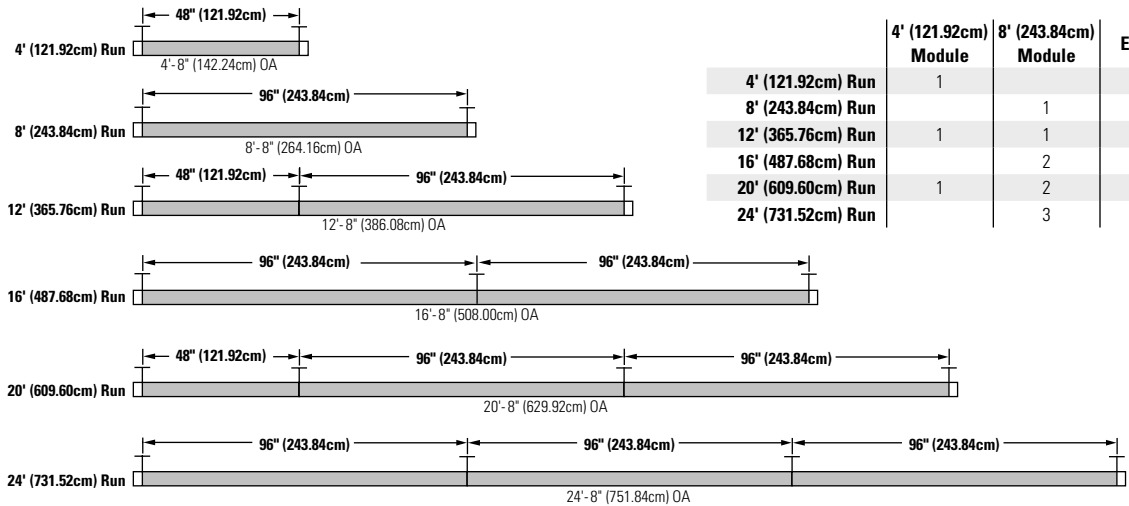 48" (121.92cm)
4' (121.92cm) Run
4'-8" (142.24cm) OA
96" (243.84cm)
8' (243.84cm) Run
8'-8" (264.16cm) OA
48" (121.92cm) 96" (243.84cm)
12' (365.76cm) Run
12'-8" (386.08cm) OA
96" (243.84cm) 96" (243.84cm)
16' (487.68cm) Run
16'-8" (508.00cm) OA
48" (121.92cm) 96" (243.84cm) 96" (243.84cm)
20' (609.60cm) Run
20'-8" (629.92cm) OA
96" (243.84cm) 96" (243.84cm) 96" (243.84cm)
24' (731.52cm) Run
24'-8" (751.84cm) OA
4' (121.92cm) 8' (243.84cm) E
Module Module
4' (121.92cm) Run 1
8' (243.84cm) Run 1
12' (365.76cm) Run 1 1
16' (487.68cm) Run 2
20' (609.60cm) Run 1 2
24' (731.52cm) Run 3